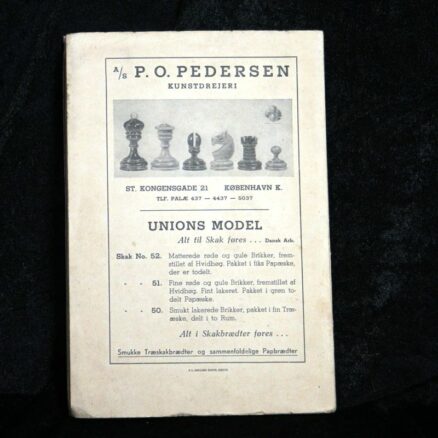 A/S P. O. PEDERSEN
KUNSTDREJERI
ST. KONGENSGADE 21 KØBENHAVN K.
TLF. PALÆ 437 — 4437 — 5037
UNIONS MODEL
Alt til Skak føres . . . Dansk Arb.
Skak No. 52. Matterede røde og gule Brikker, frem-
stillet af Hvidbøg. Pakket i fiks Papæske,
der er todelt.
" " 51. Fine røde og gule Brikker, fremstillet af
Hvidbøg. Fint lakeret. Pakket i grøn to-
delt Papæske.
" " 50. Smukt lakerede Brikker, pakket i fin Træ-
æske, delt i to Rum.
Alt i Skakbrædter føres . . .
Smukke Træskakbrædter og sammenfoldelige Papbrædter